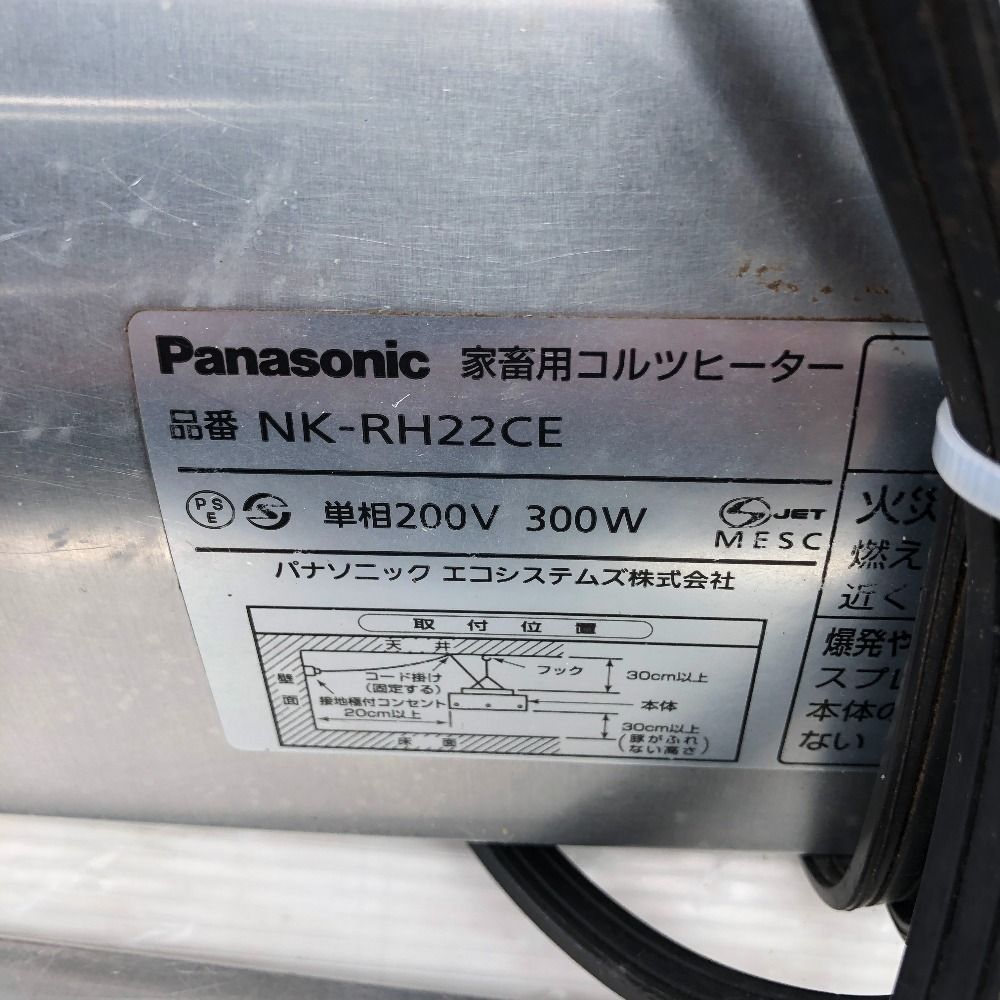 Panasonic 家畜用コルツヒーター
品番 NK-RH22CE
PS
E
単相200V 300W
S JET
MESC
パナソニック エコシステムズ株式会社
取付位置
天井
コード掛け
(固定する)
フック
30cm以上
壁面
接地極付コンセント
本体
20cm以上
30cm以上
(豚がふれ
ない高さ)
床面
火災
燃え
近く
爆発や
スプレ
本体の
ない